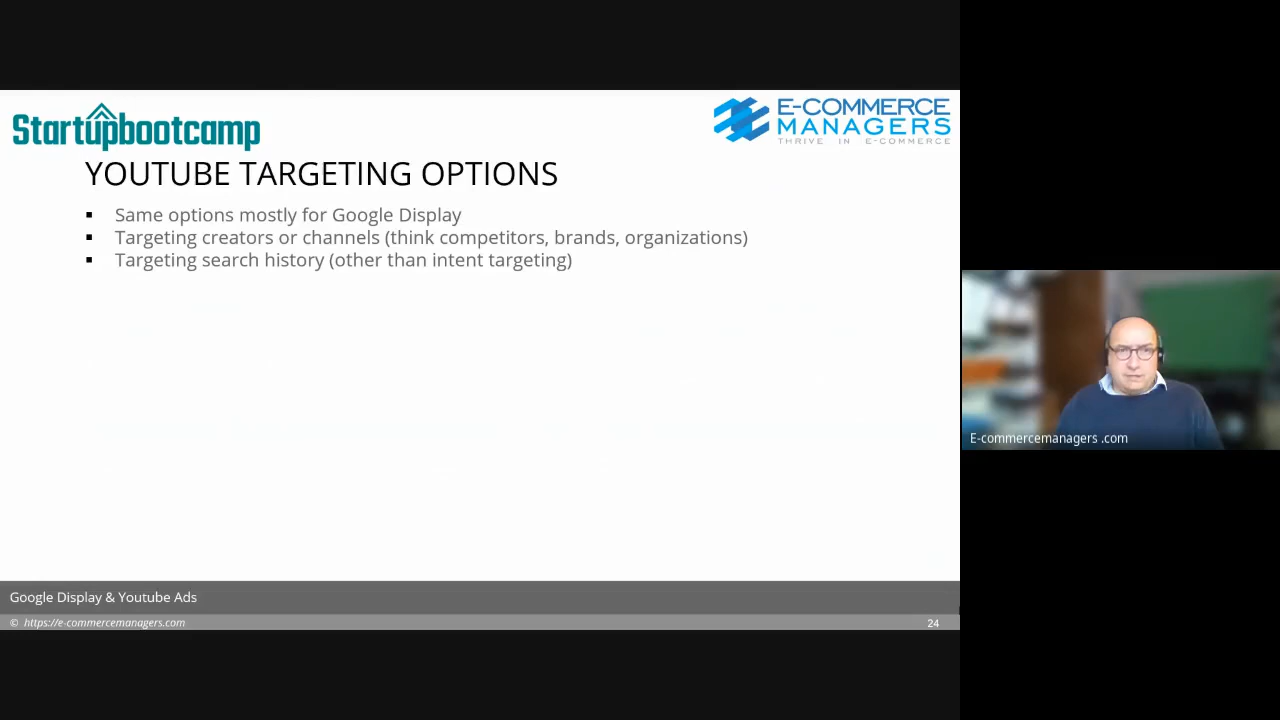 Startupbootcamp
E-COMMERCE
MANAGERS
THRIVE IN E-COMMERCE
YOUTUBE TARGETING OPTIONS
▪ Same options mostly for Google Display
▪ Targeting creators or channels (think competitors, brands, organizations)
▪ Targeting search history (other than intent targeting)
E-commercemanagers .com
Google Display & Youtube Ads
© https://e-commercemanagers.com
24